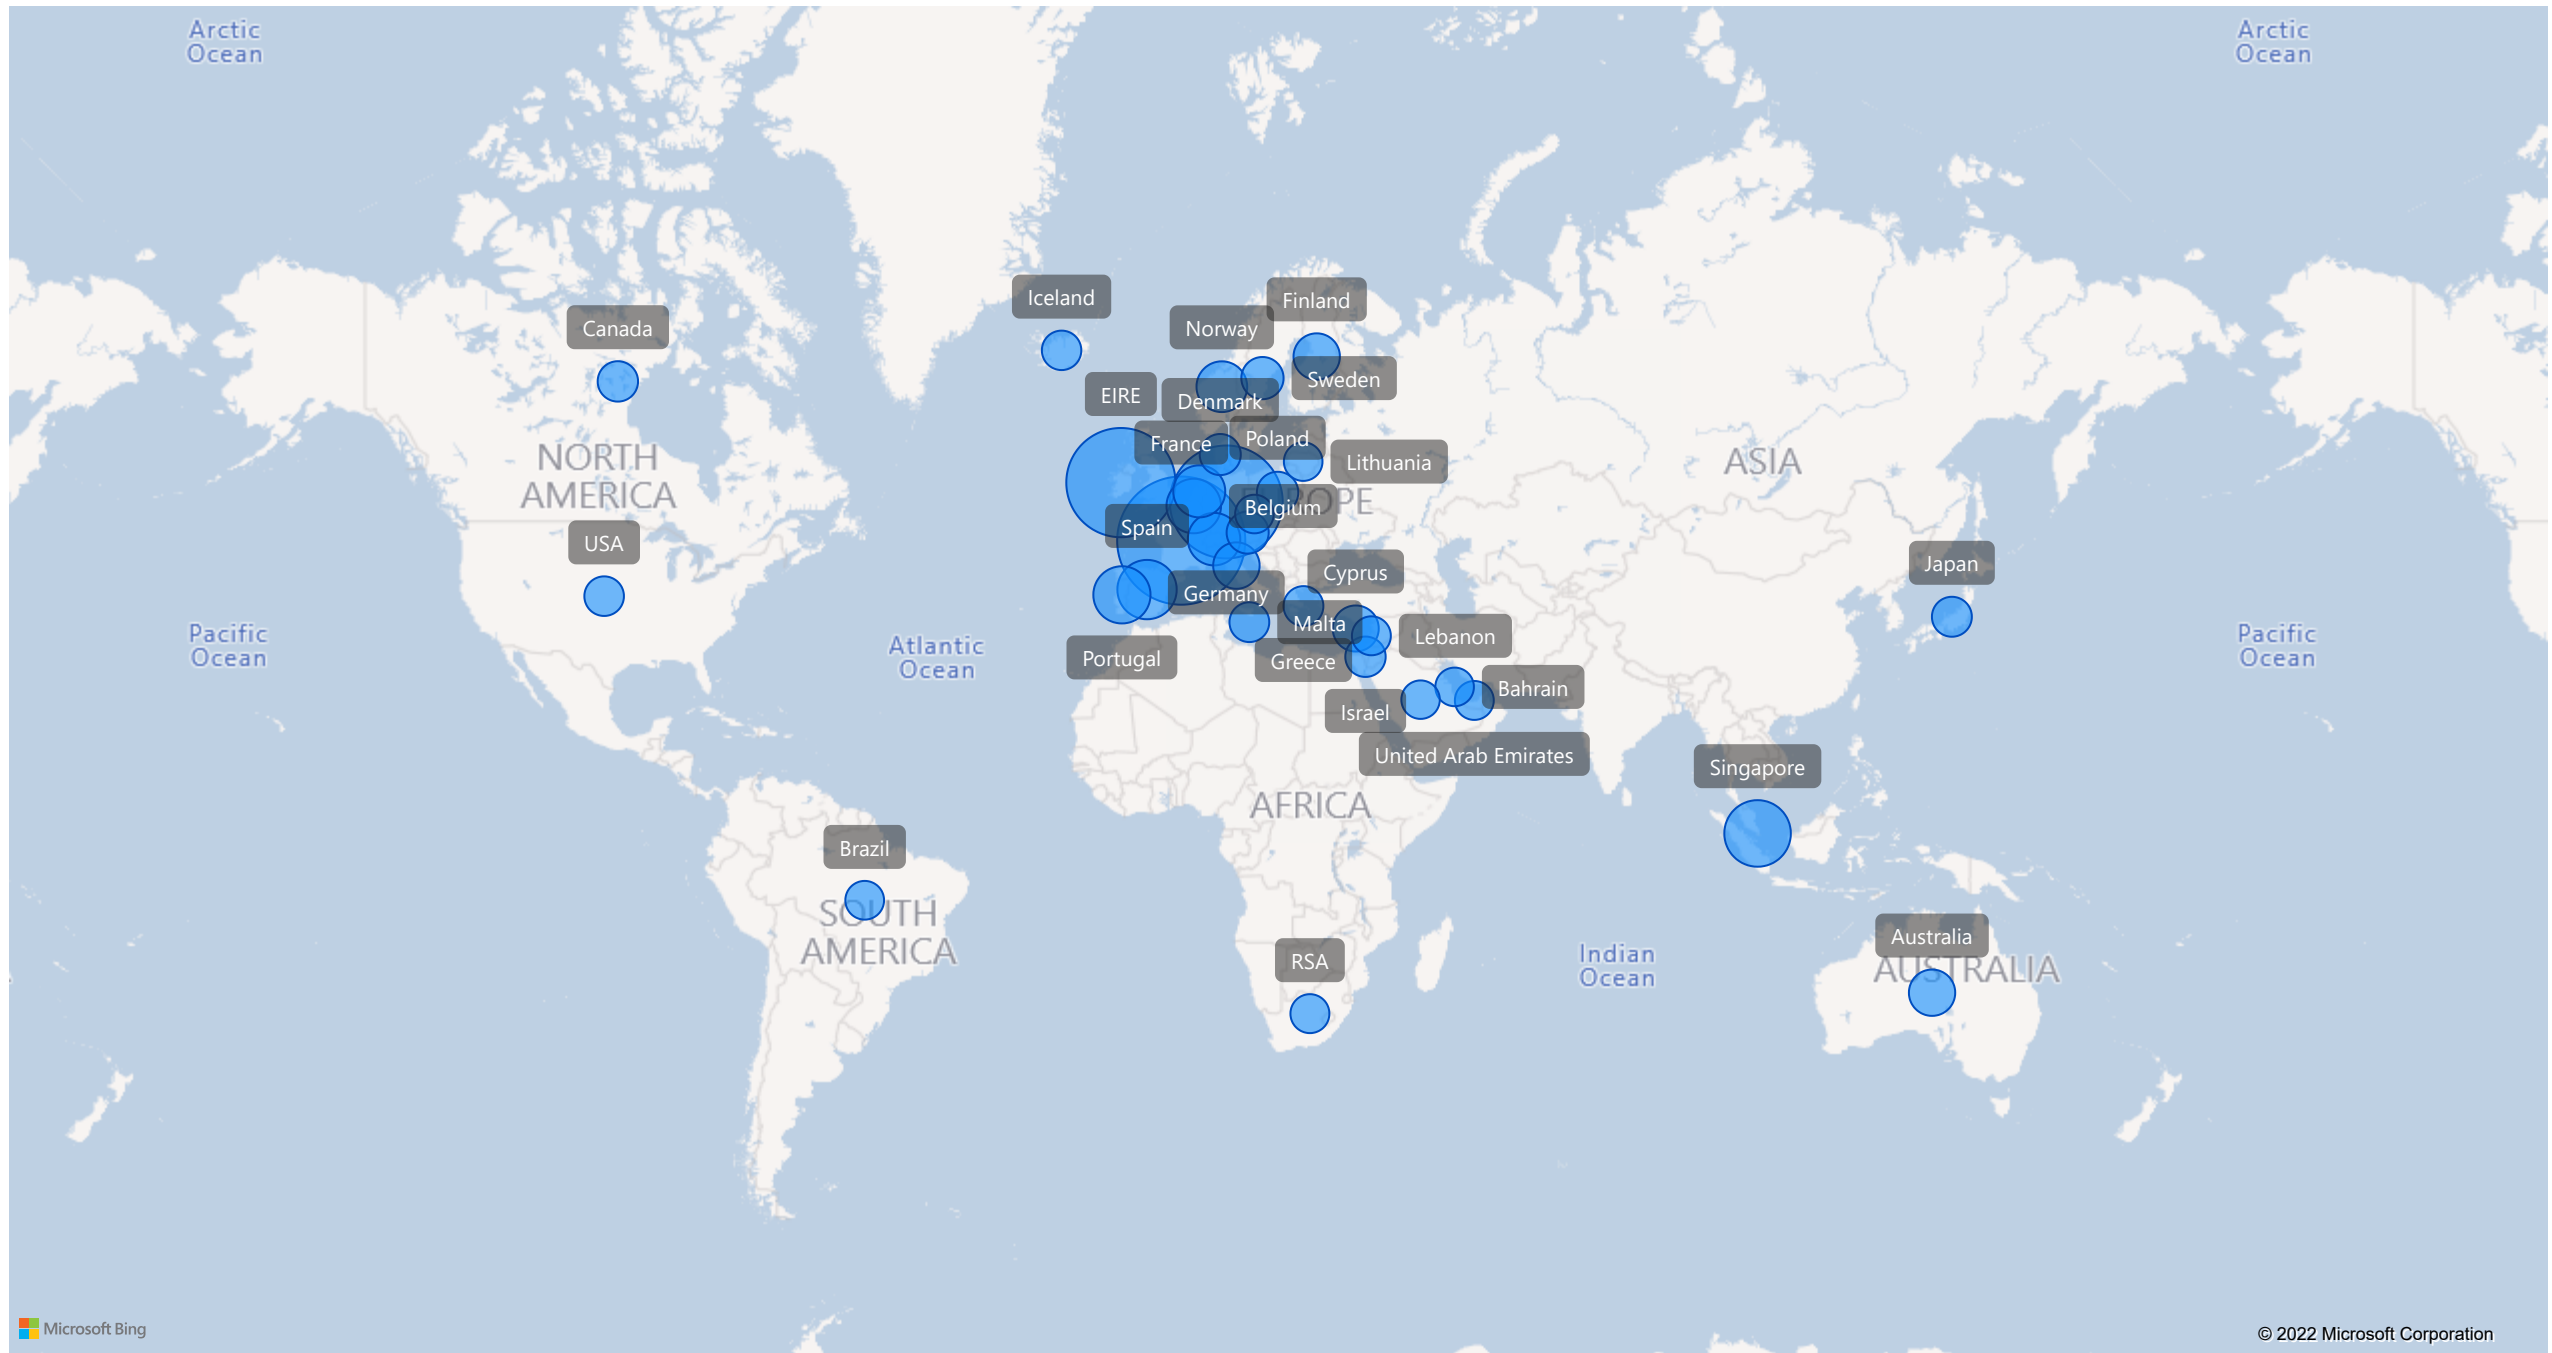 Arctic
Ocean
Arctic
Ocean
Iceland
Finland
Canada
Norway
Sweden
EIRE
Denmark
France
Poland
Lithuania
NORTH
AMERICA
ASIA
Belgium
Spain
USA
Cyprus
Japan
Germany
Malta
Lebanon
Pacific
Ocean
Atlantic
Ocean
Pacific
Ocean
Portugal
Greece
Bahrain
Israel
United Arab Emirates
Singapore
AFRICA
Brazil
SOUTH
AMERICA
RSA
Indian
Ocean
Australia
AUSTRALIA
Microsoft Bing
© 2022 Microsoft Corporation